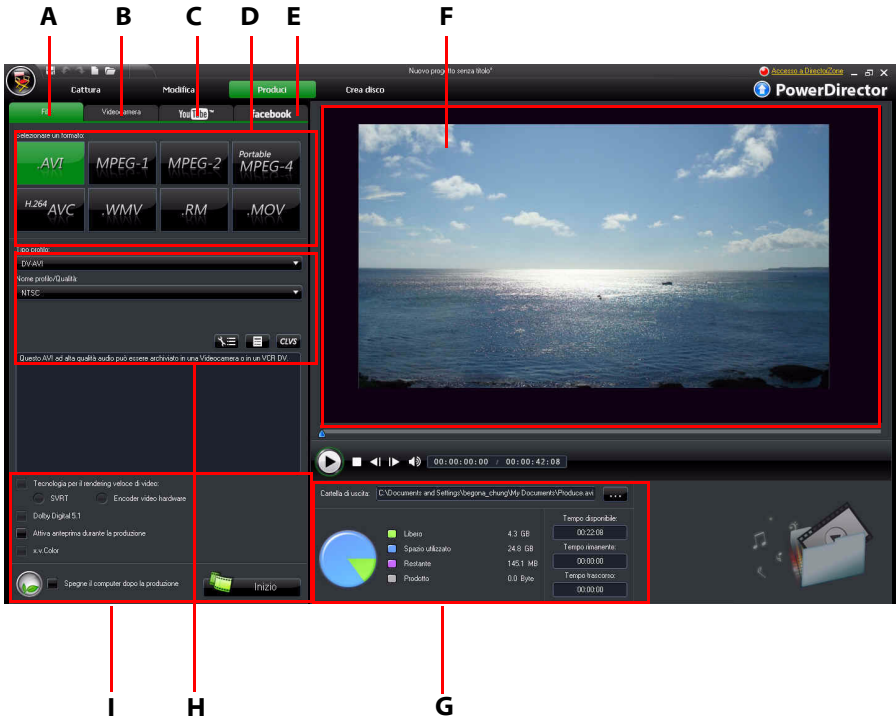 A B C D E F
Nuovo progetto senza titolo*
Accesso a DirectorZone
Cattura Modifica Produci Crea disco
PowerDirector
File Videocamera YouTube™ facebook
Selezionare un formato:
.AVI MPEG-1 MPEG-2 Portable MPEG-4
H.264 AVC .WMV .RM .MOV
Tipo profilo:
DV-AVI
Nome profilo/Qualità:
NTSC
CLVS
Questo AVI ad alta qualità audio può essere archiviato in una Videocamera o in un VCR DV.
00:00:00:00 / 00:00:42:08
Tecnologia per il rendering veloce di video:
SVRT Encoder video hardware
Dolby Digital 5.1
Attiva anteprima durante la produzione
x.v.Color
Spegne il computer dopo la produzione
Inizio
Cartella di uscita: C:\Documents and Settings\begona_chung\My Documents\Produce.avi ...
Libero 4.3 GB
Spazio utilizzato 24.8 GB
Restante 145.1 MB
Prodotto 0.0 Byte
Tempo disponibile:
00:22:08
Tempo rimanente:
00:00:00
Tempo trascorso:
00:00:00
I H G